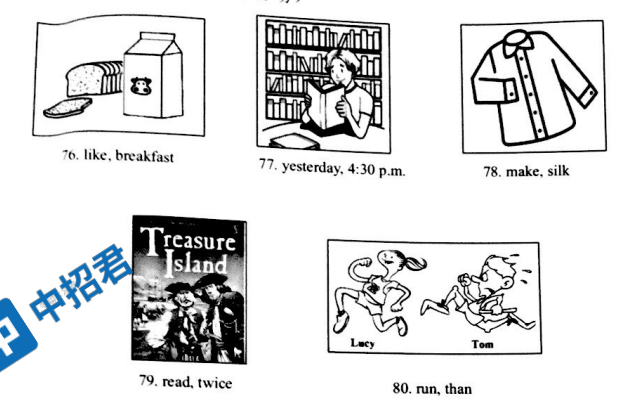 76. like, breakfast
77. yesterday, 4:30 p.m.
78. make, silk
Treasure
Island
中招君
79. read, twice
Lucy
Tom
80. run, than